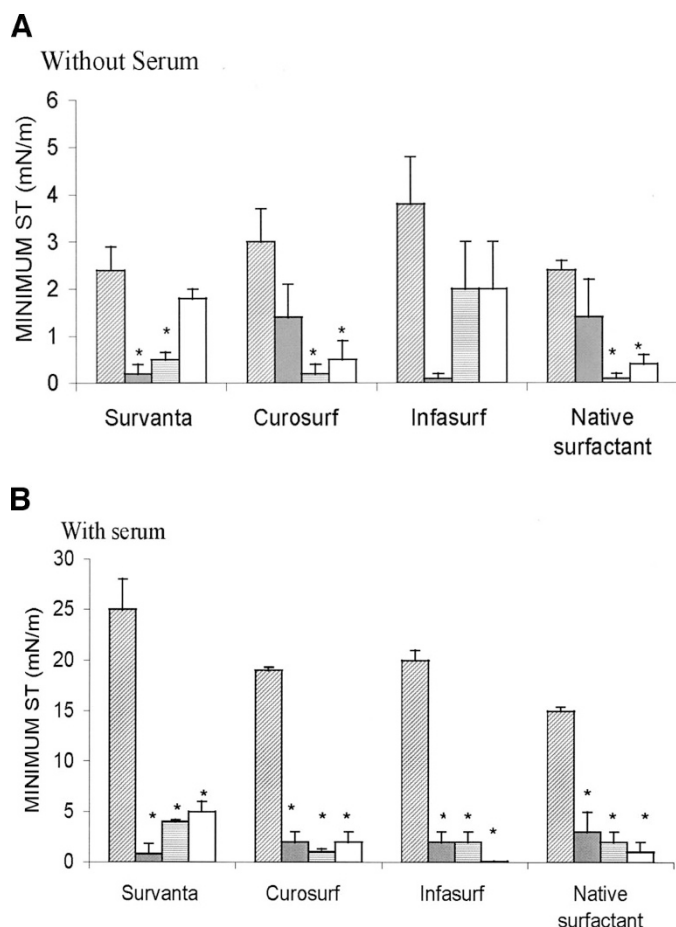 A
Without Serum
MINIMUM ST (mN/m)
6
5
4
3
2
1
0
* * * * * *
Survanta Curosurf Infasurf Native surfactant
B
With serum
MINIMUM ST (mN/m)
30
25
20
15
10
5
0
* * * * * * * * * * * *
Survanta Curosurf Infasurf Native surfactant